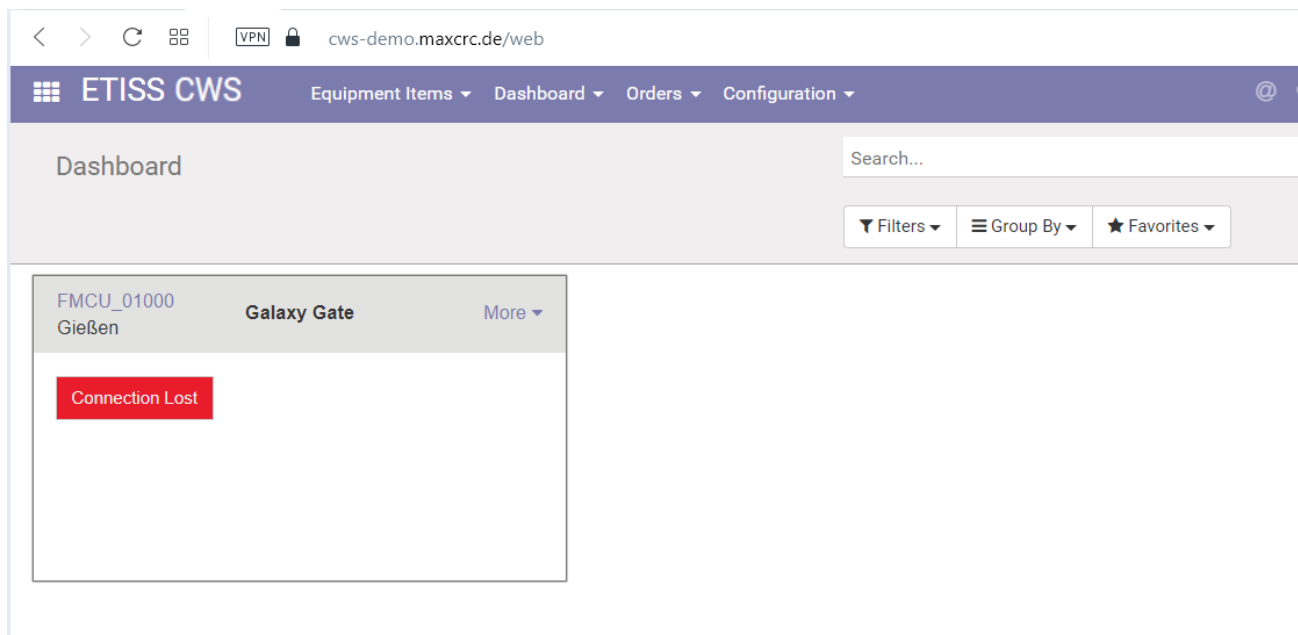 VPN cws-demo.maxcrc.de/web
ETISS CWS Equipment Items Dashboard Orders Configuration @
Dashboard Search...
Filters Group By Favorites
FMCU_01000 Galaxy Gate More
Gießen
Connection Lost